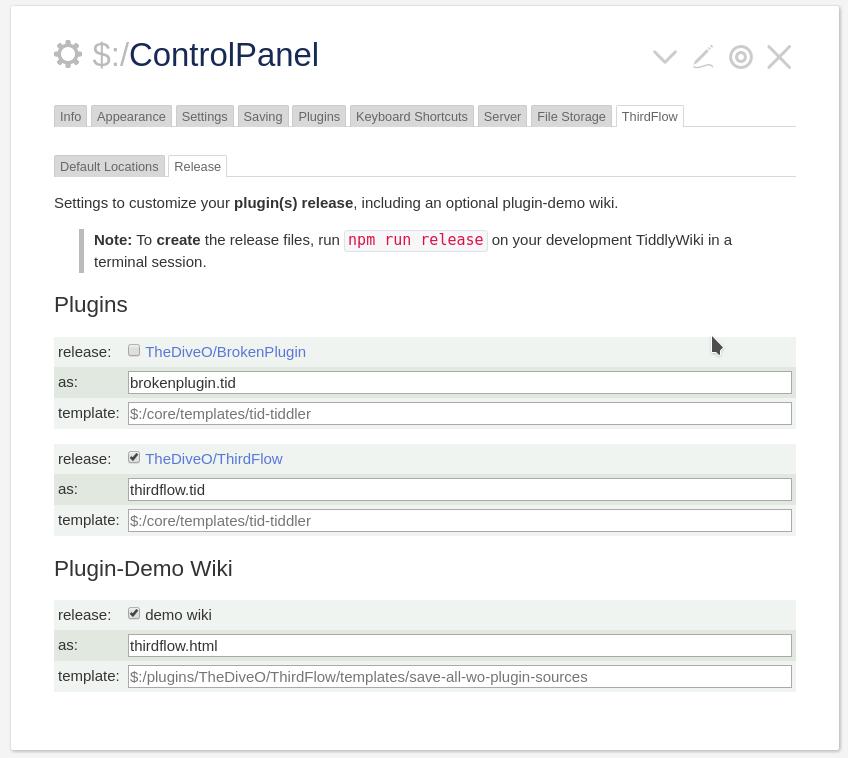 $:/ControlPanel
Info Appearance Settings Saving Plugins Keyboard Shortcuts Server File Storage ThirdFlow
Default Locations Release
Settings to customize your plugin(s) release, including an optional plugin-demo wiki.
Note: To create the release files, run npm run release on your development TiddlyWiki in a
terminal session.
Plugins
release: TheDiveO/BrokenPlugin
as: brokenplugin.tid
template: $:/core/templates/tid-tiddler
release: TheDiveO/ThirdFlow
as: thirdflow.tid
template: $:/core/templates/tid-tiddler
Plugin-Demo Wiki
release: demo wiki
as: thirdflow.html
template: $:/plugins/TheDiveO/ThirdFlow/templates/save-all-wo-plugin-sources